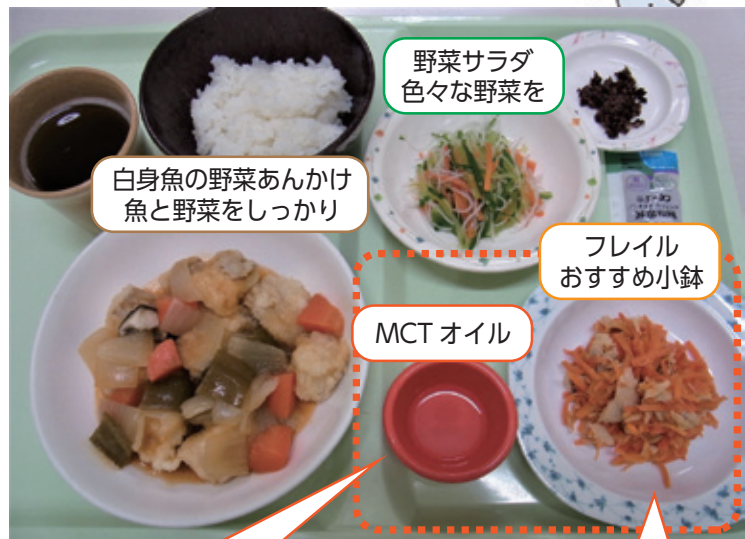 野菜サラダ
色々な野菜を
白身魚の野菜あんかけ
魚と野菜をしっかり
フレイル
おすすめ小鉢
MCT オイル